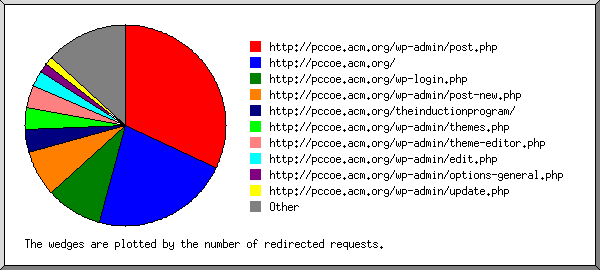 http://pccoe.acm.org/wp-admin/post.php
http://pccoe.acm.org/
http://pccoe.acm.org/wp-login.php
http://pccoe.acm.org/wp-admin/post-new.php
http://pccoe.acm.org/theinductionprogram/
http://pccoe.acm.org/wp-admin/themes.php
http://pccoe.acm.org/wp-admin/theme-editor.php
http://pccoe.acm.org/wp-admin/edit.php
http://pccoe.acm.org/wp-admin/options-general.php
http://pccoe.acm.org/wp-admin/update.php
Other
The wedges are plotted by the number of redirected requests.